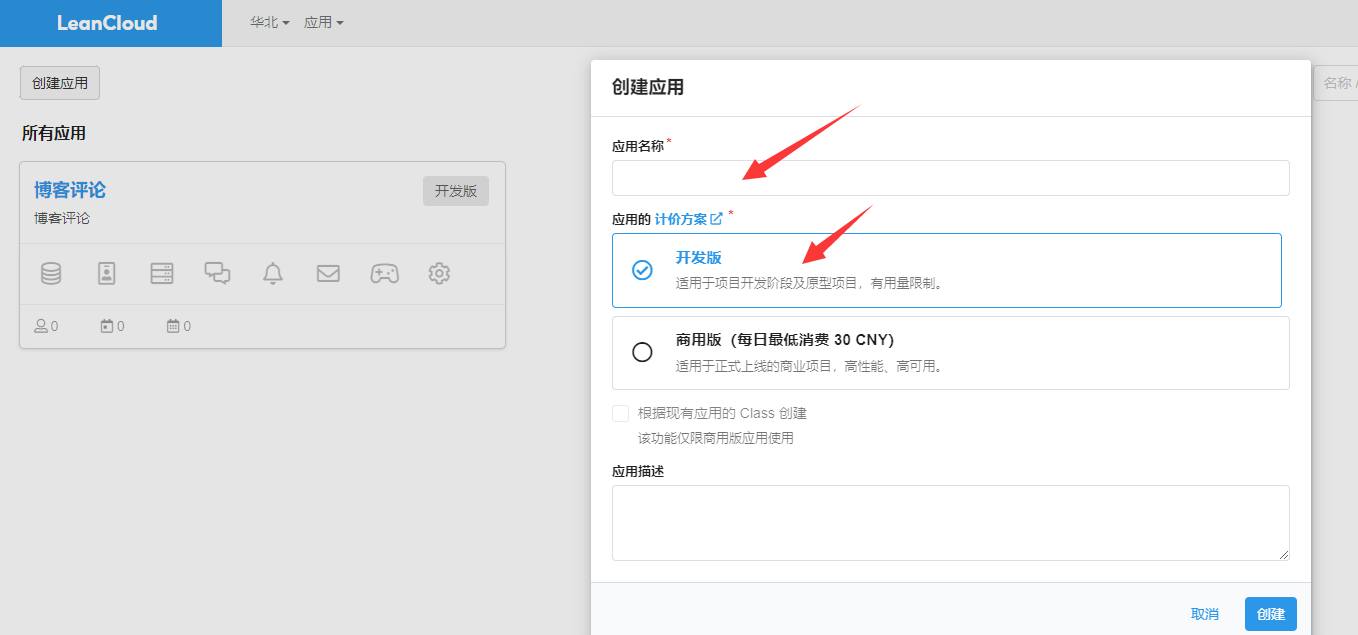 LeanCloud
华北 应用
创建应用
所有应用
博客评论
开发版
博客评论
0 0 0
创建应用
名称 /
应用名称*
应用的 计价方案 *
开发版
适用于项目开发阶段及原型项目，有用量限制。
商用版（每日最低消费 30 CNY）
适用于正式上线的商业项目，高性能、高可用。
根据现有应用的 Class 创建
该功能仅限商用版应用使用
应用描述
取消 创建